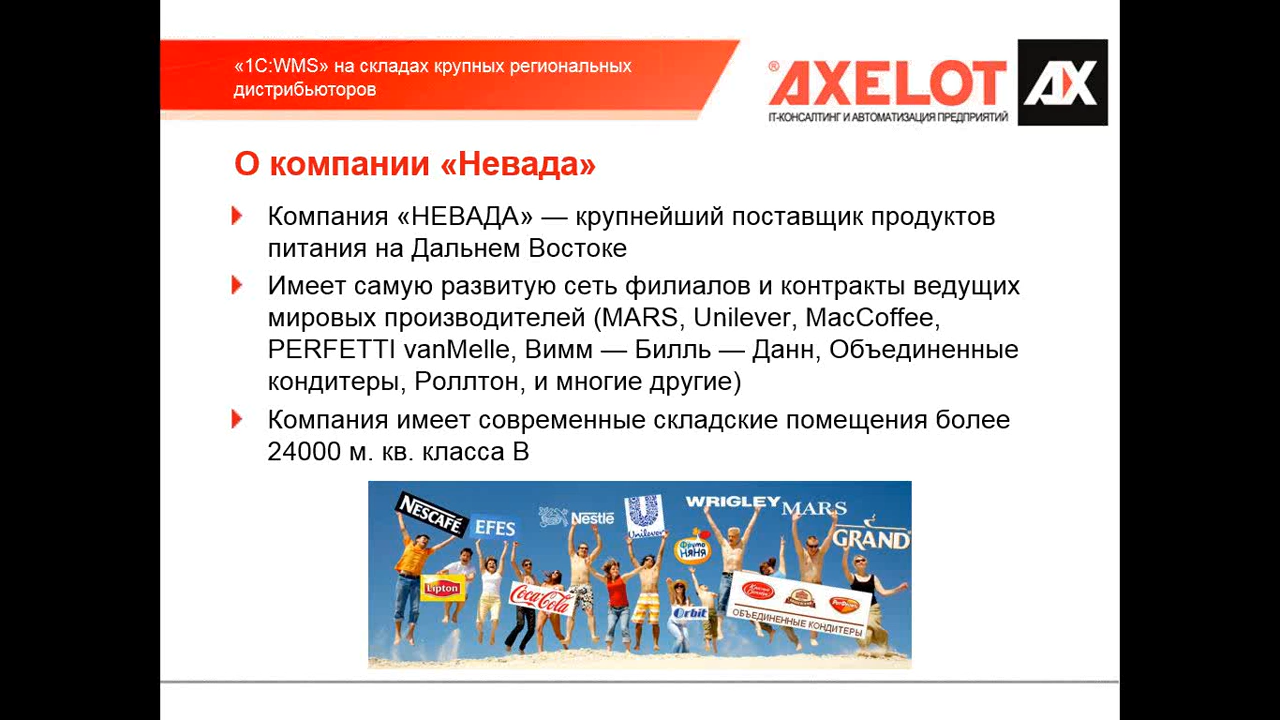 «1С:WMS» на складах крупных региональных
дистрибьюторов
® AXELOT AX
IT-КОНСАЛТИНГ И АВТОМАТИЗАЦИЯ ПРЕДПРИЯТИЙ
О компании «Невада»
Компания «НЕВАДА» — крупнейший поставщик продуктов
питания на Дальнем Востоке
Имеет самую развитую сеть филиалов и контракты ведущих
мировых производителей (MARS, Unilever, MacCoffee,
PERFETTI vanMelle, Вимм — Билль — Данн, Объединенные
кондитеры, Роллтон, и многие другие)
Компания имеет современные складские помещения более
24000 м. кв. класса В
NESCAFÉ
EFES
Nestlé
Unilever
WRIGLEY
MARS
GRAND
Фруто
НЯНЯ
Lipton
Coca-Cola
Orbit
ОБЪЕДИНЕННЫЕ КОНДИТЕРЫ